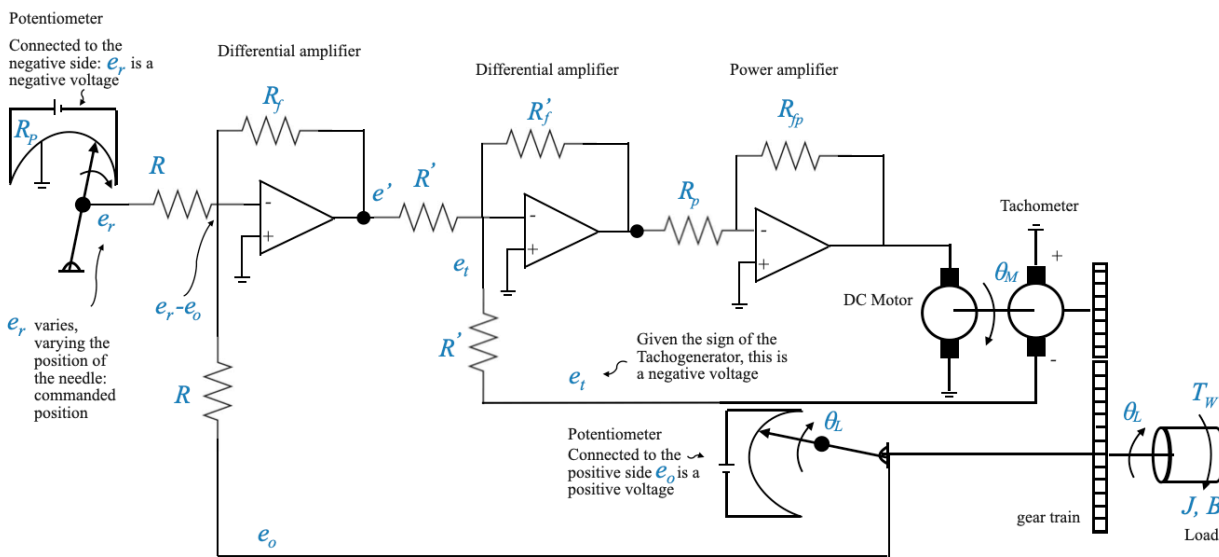 Potentiometer
Connected to the
negative side: e_r is a
negative voltage
Differential amplifier
Differential amplifier
Power amplifier
R_P
R_f
R'_f
R_fp
R
e'
R'
R_p
Tachometer
e_r
-
+
-
+
-
+
e_t
+
DC Motor
θ_M
e_r varies,
varying the
position of
the needle:
commanded
position
e_r-e_o
R
R'
Given the sign of the
Tachogenerator, this is
a negative voltage
e_t
-
Potentiometer
Connected to the
positive side e_o is a
positive voltage
θ_L
θ_L
T_W
gear train
J, B
Load
e_o